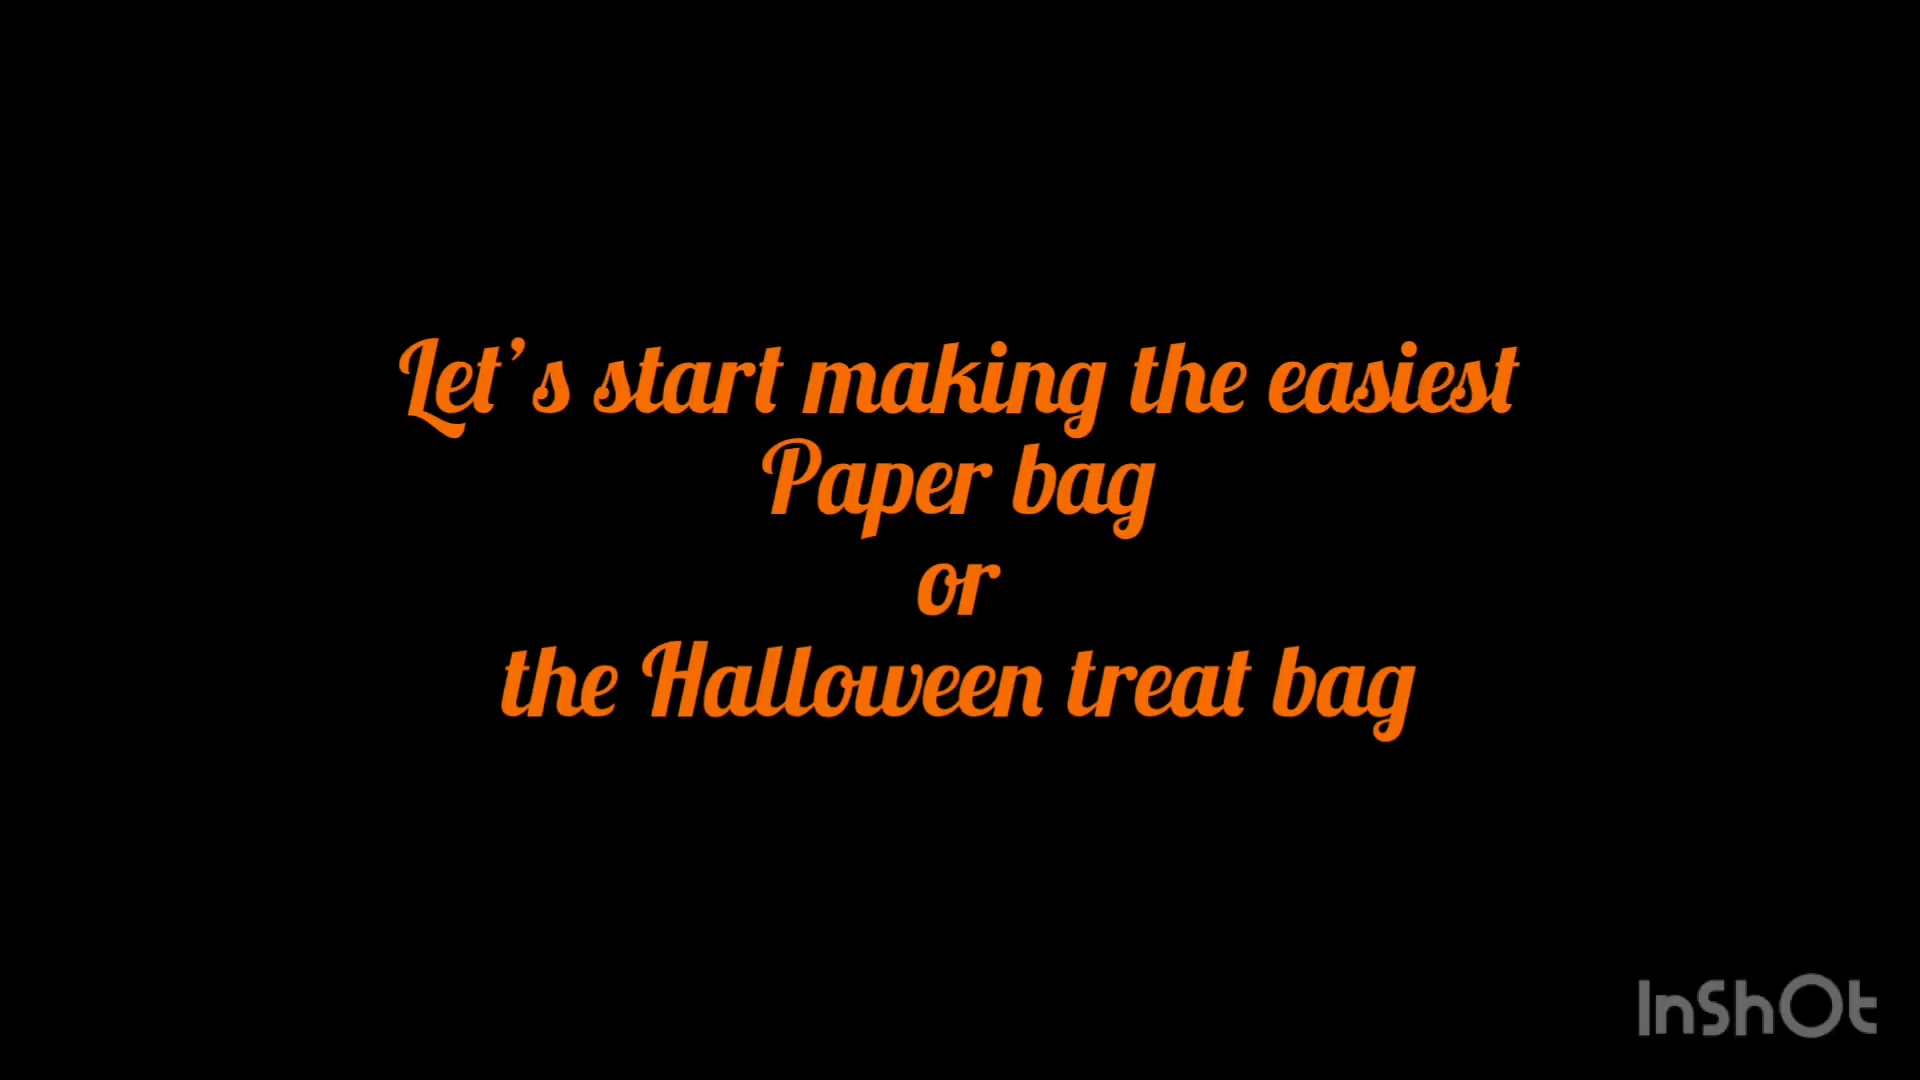 Let’s start making the easiest
Paper bag
or
the Halloween treat bag
InShOt